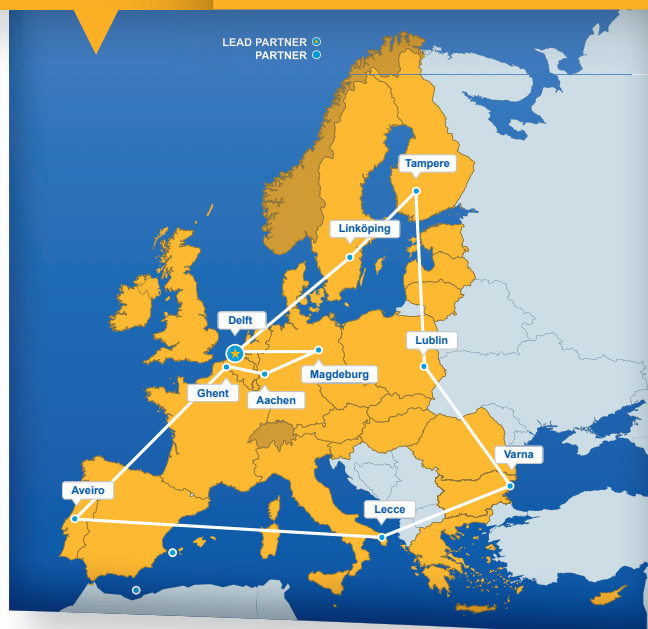 LEAD PARTNER
PARTNER
Tampere
Linköping
Delft
Lublin
Magdeburg
Ghent
Aachen
Varna
Aveiro
Lecce